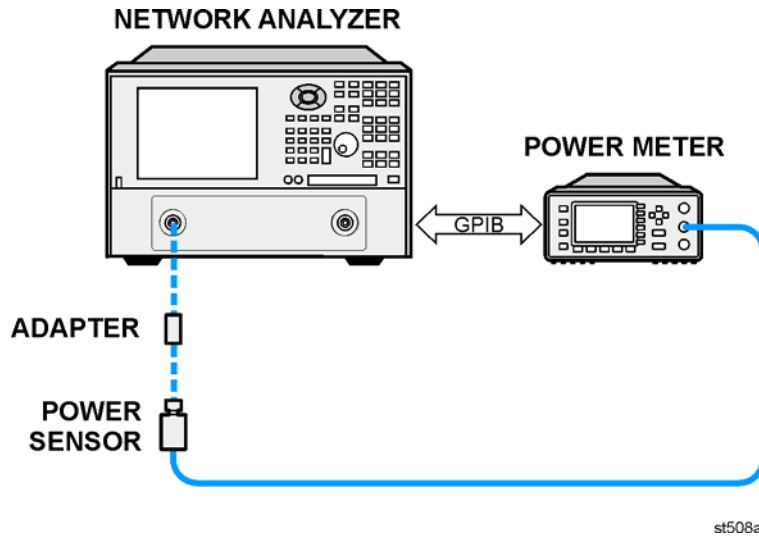 NETWORK ANALYZER
POWER METER
GPIB
ADAPTER
POWER
SENSOR
st508a